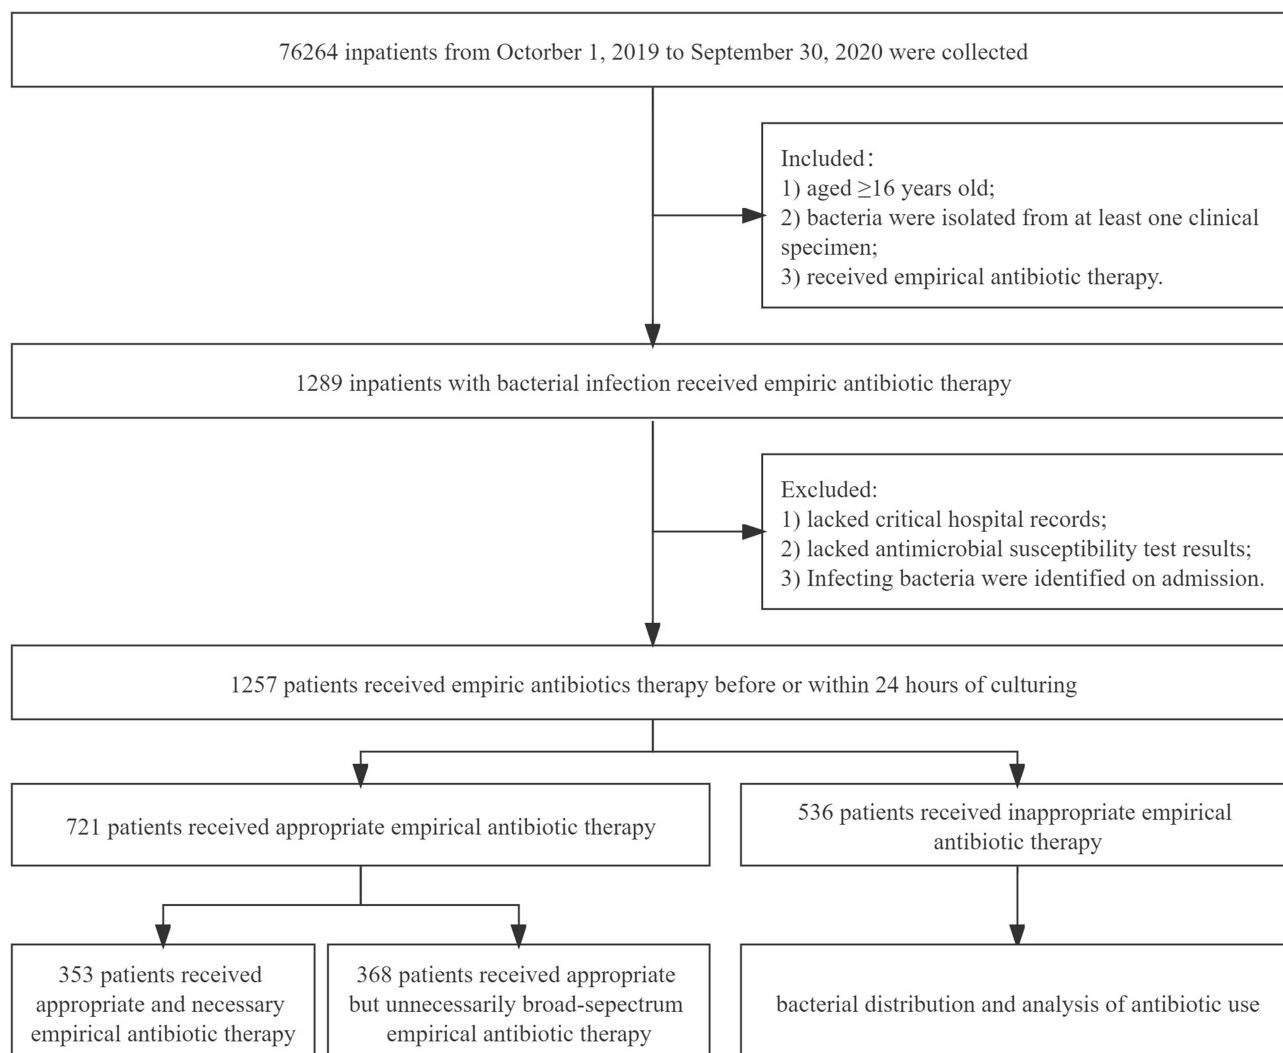 76264 inpatients from Octorber 1, 2019 to September 30, 2020 were collected
Included：
1) aged ≥16 years old;
2) bacteria were isolated from at least one clinical
specimen;
3) received empirical antibiotic therapy.
1289 inpatients with bacterial infection received empiric antibiotic therapy
Excluded:
1) lacked critical hospital records;
2) lacked antimicrobial susceptibility test results;
3) Infecting bacteria were identified on admission.
1257 patients received empiric antibiotics therapy before or within 24 hours of culturing
721 patients received appropriate empirical antibiotic therapy
536 patients received inappropriate empirical
antibiotic therapy
353 patients received
appropriate and necessary
empirical antibiotic therapy
368 patients received appropriate
but unnecessarily broad-sepectrum
empirical antibiotic therapy
bacterial distribution and analysis of antibiotic use